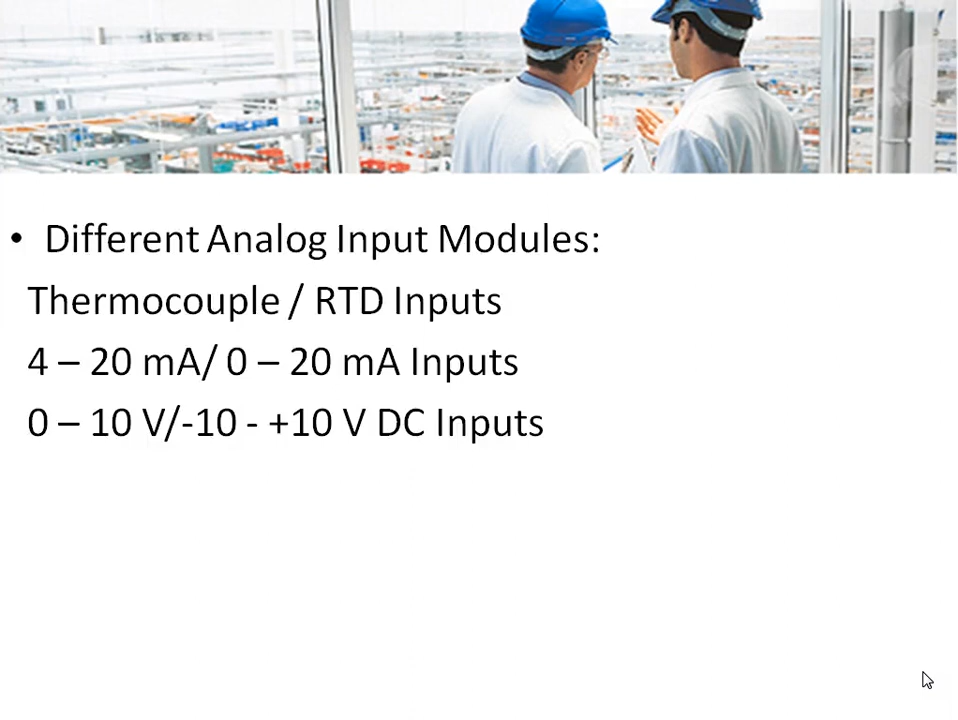 • Different Analog Input Modules:
Thermocouple / RTD Inputs
4 – 20 mA/ 0 – 20 mA Inputs
0 – 10 V/-10 - +10 V DC Inputs